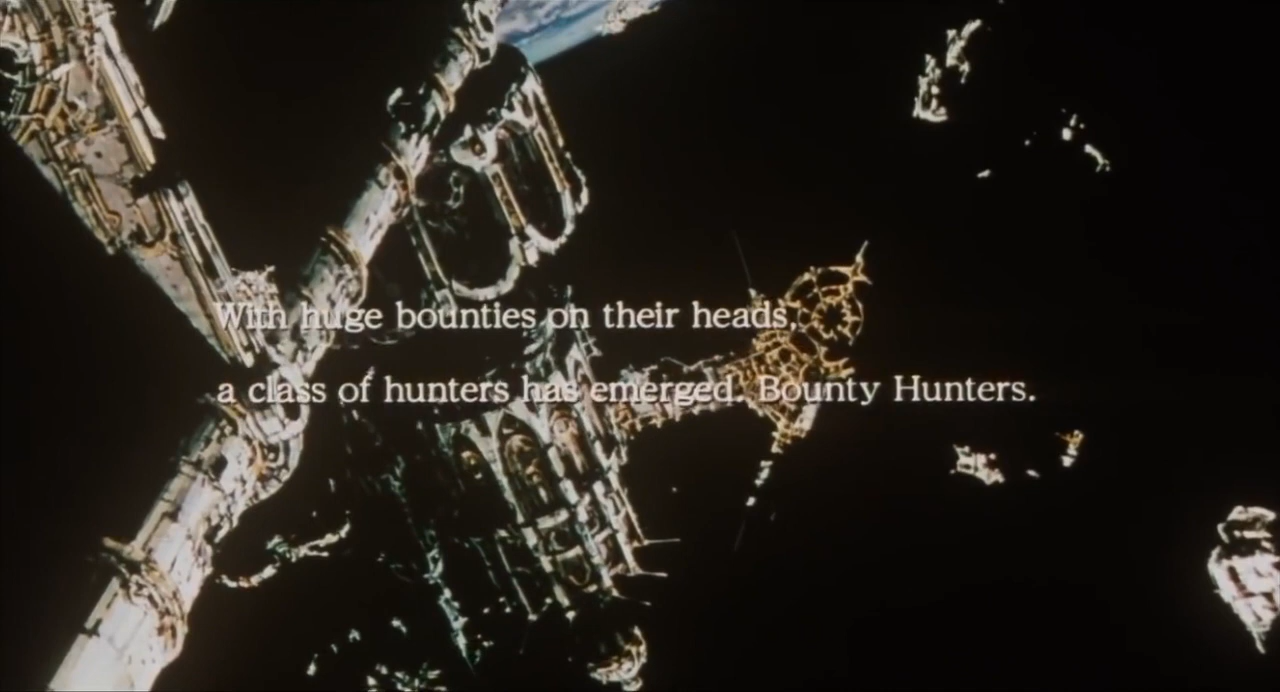 With huge bounties on their heads,
a class of hunters has emerged. Bounty Hunters.